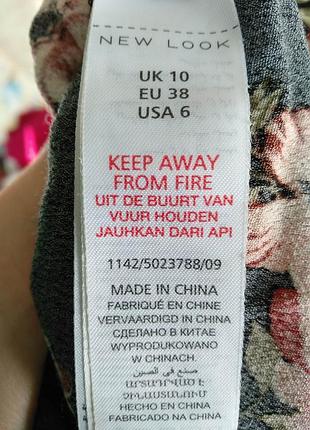 NEW LOOK
UK 10
EU 38
USA 6
KEEP AWAY
FROM FIRE
UIT DE BUURT VAN
VUUR HOUDEN
JAUHKAN DARI API
1142/5023788/09
MADE IN CHINA
FABRIQUÉ EN CHINE
VERVAARDIGD IN CHINA
СДЕЛАНО В КИТАЕ
WYPRODUKOWANO
W CHINACH.
صنع في الصين
ԱՐՏԱԴՐՎԱԾ Է
ՉԻՆԱՍՏԱՆՈՒՄ
HECHO EN CHINA
FABRICADO NA CHINA